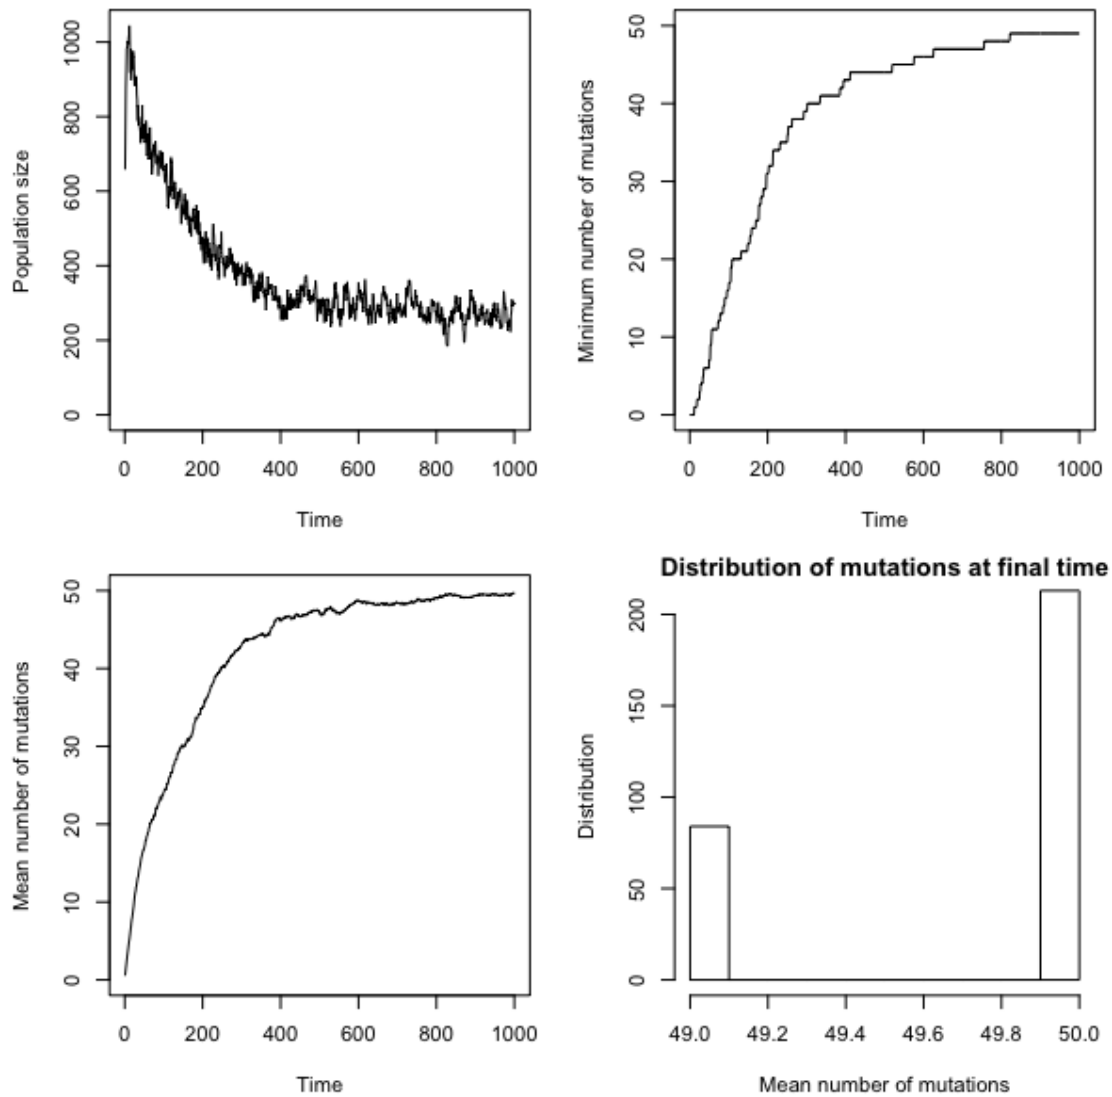 Population size
0 200 400 600 800 1000
0 200 400 600 800 1000
Time
Minimum number of mutations
0 10 20 30 40 50
0 200 400 600 800 1000
Time
Mean number of mutations
0 10 20 30 40 50
0 200 400 600 800 1000
Time
Distribution of mutations at final time
Distribution
0 50 100 150 200
49.0 49.2 49.4 49.6 49.8 50.0
Mean number of mutations